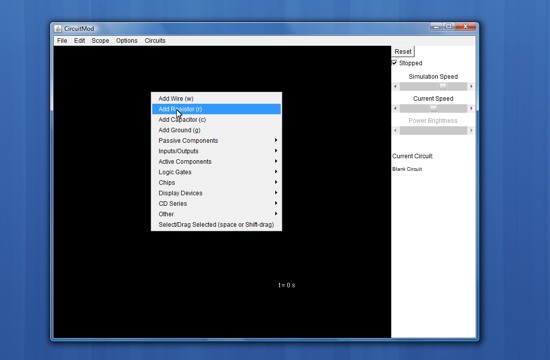 CircuitMod
File Edit Scope Options Circuits
Reset
Stopped
Simulation Speed
Current Speed
Power Brightness
Current Circuit:
Blank Circuit
Add Wire (w)
Add Resistor (r)
Add Capacitor (c)
Add Ground (g)
Passive Components
Inputs/Outputs
Active Components
Logic Gates
Chips
Display Devices
CD Series
Other
Select/Drag Selected (space or Shift-drag)
t = 0 s